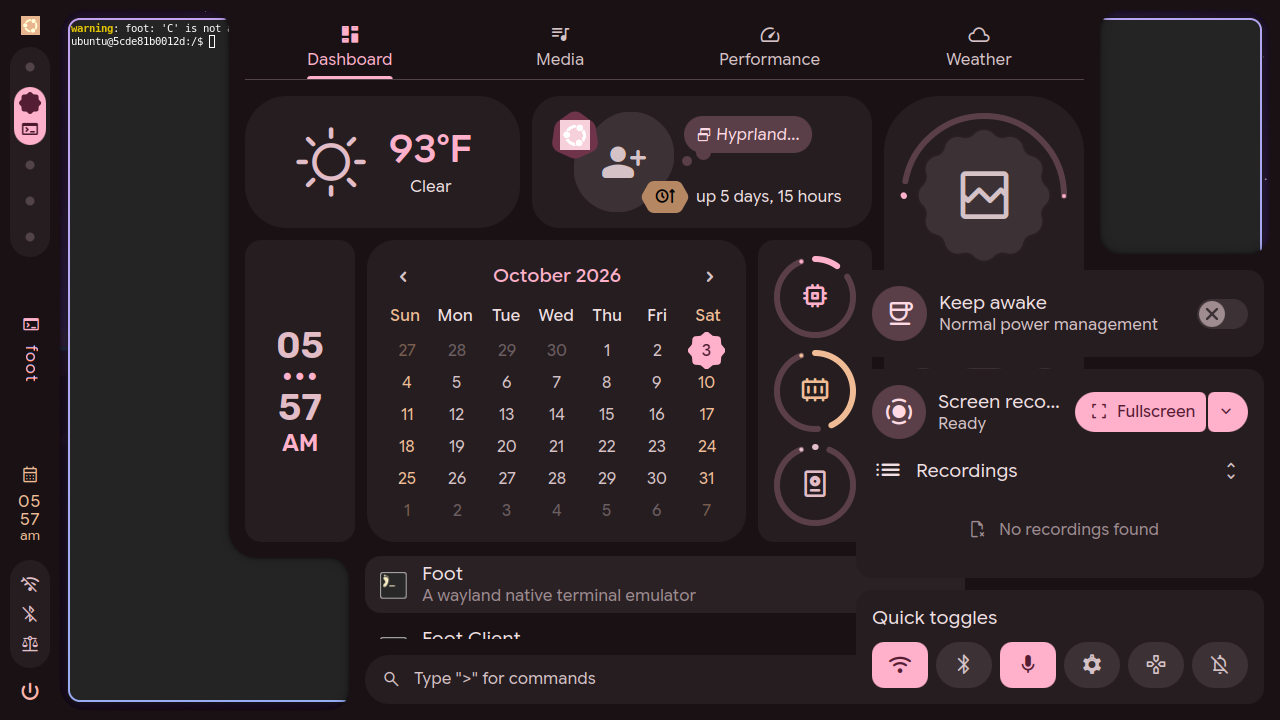 warning: foot: 'C' is not
ubuntu@5cde81b0012d:/$
Dashboard
Media
Performance
Weather
93°F
Clear
Hyprland...
up 5 days, 15 hours
05
57
AM
October 2026
Sun Mon Tue Wed Thu Fri Sat
27 28 29 30 1 2 3
4 5 6 7 8 9 10
11 12 13 14 15 16 17
18 19 20 21 22 23 24
25 26 27 28 29 30 31
1 2 3 4 5 6 7
Keep awake
Normal power management
Screen reco...
Ready
Fullscreen
Recordings
No recordings found
Foot
A wayland native terminal emulator
Foot Client
Type ">" for commands
Quick toggles
foot
05
57
am